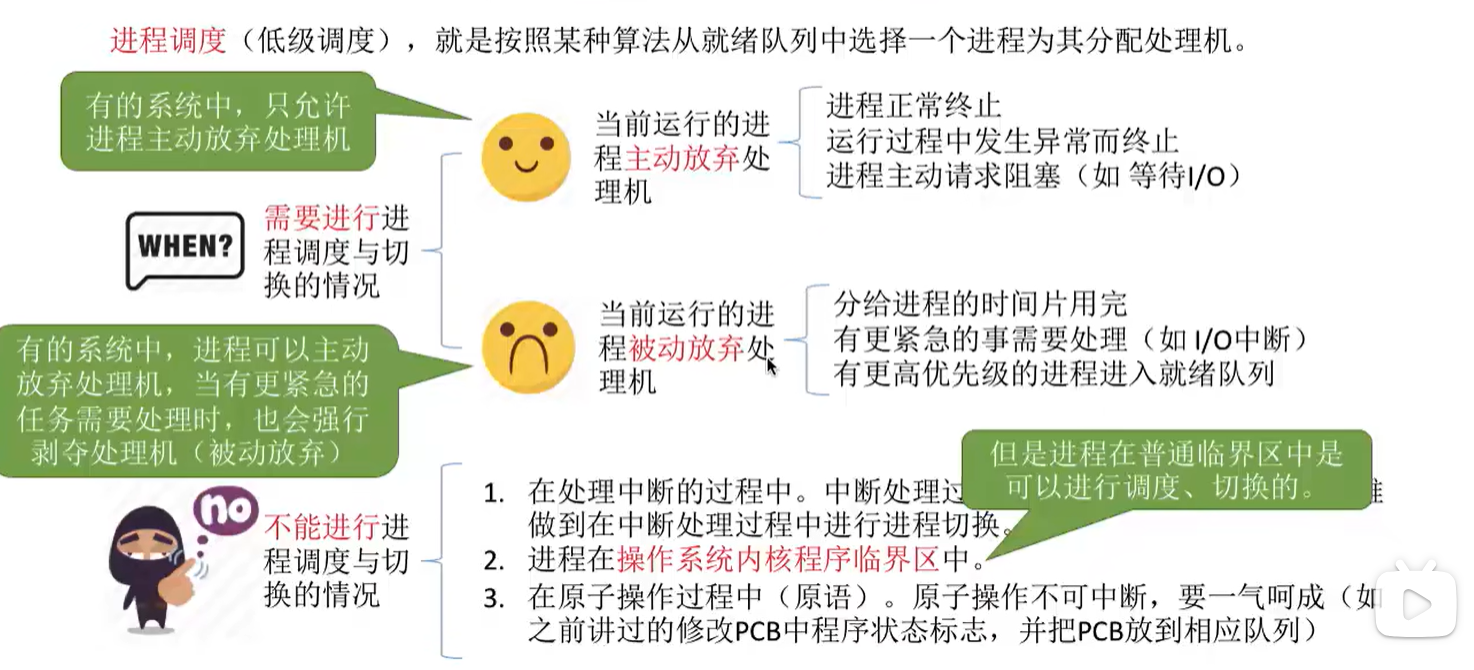 进程调度（低级调度），就是按照某种算法从就绪队列中选择一个进程为其分配处理机。
有的系统中，只允许
进程主动放弃处理机
当前运行的进
程主动放弃处
理机
进程正常终止
运行过程中发生异常而终止
进程主动请求阻塞（如 等待I/O）
WHEN?
需要进行进
程调度与切
换的情况
有的系统中，进程可以主动
放弃处理机，当有更紧急的
任务需要处理时，也会强行
剥夺处理机（被动放弃）
当前运行的进
程被动放弃处
理机
分给进程的时间片用完
有更紧急的事需要处理（如 I/O中断）
有更高优先级的进程进入就绪队列
no
不能进行进
程调度与切
换的情况
但是进程在普通临界区中是
可以进行调度、切换的。
1. 在处理中断的过程中。中断处理过
做到在中断处理过程中进行进程切换。
2. 进程在操作系统内核程序临界区中。
3. 在原子操作过程中（原语）。原子操作不可中断，要一气呵成（如
之前讲过的修改PCB中程序状态标志，并把PCB放到相应队列）